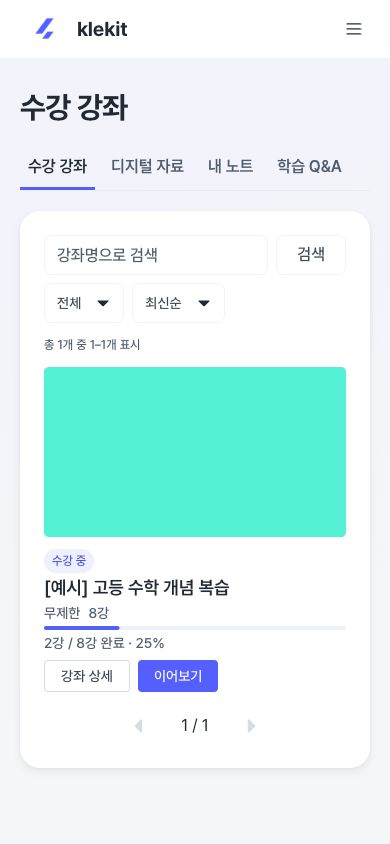 klekit
수강 강좌
수강 강좌 디지털 자료 내 노트 학습 Q&A
강좌명으로 검색 검색
전체 최신순
총 1개 중 1–1개 표시
수강 중
[예시] 고등 수학 개념 복습
무제한 8강
2강 / 8강 완료 · 25%
강좌 상세 이어보기
1 / 1